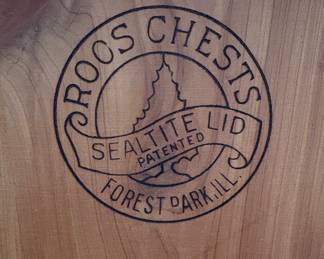 ROOS CHESTS
SEALTITE LID
PATENTED
FOREST PARK, ILL.